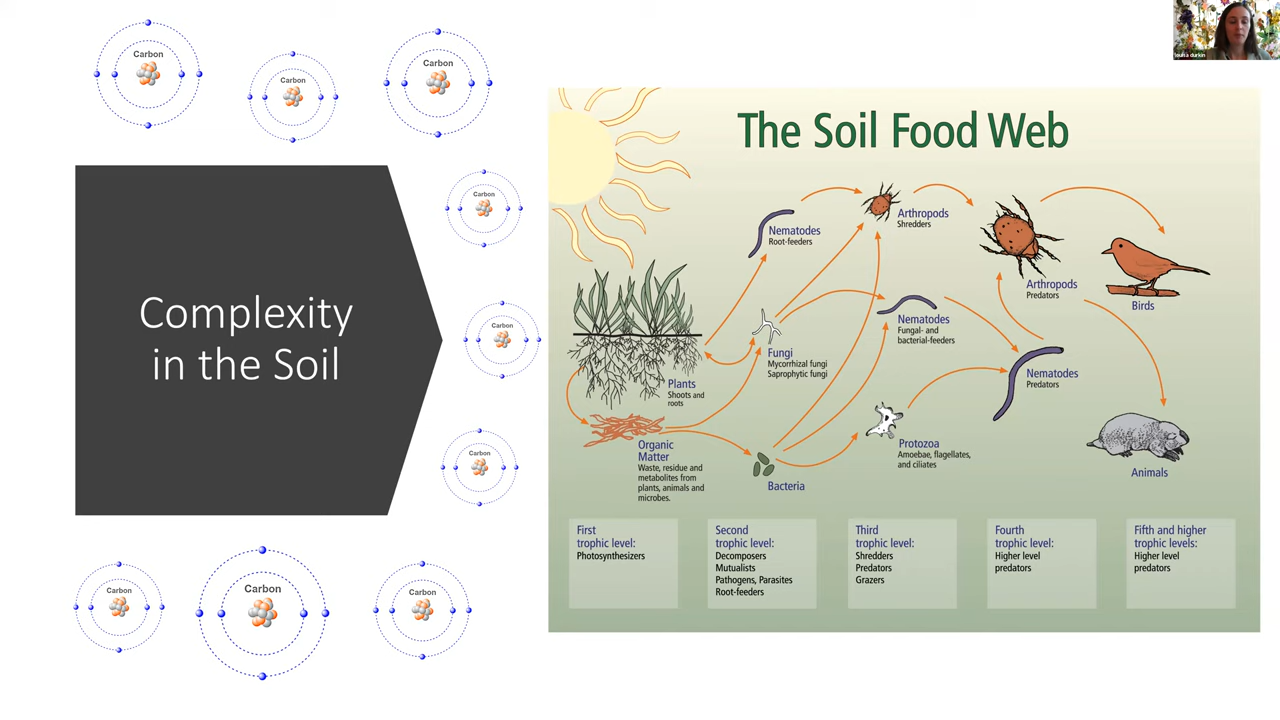 Carbon
Carbon
Carbon
Carbon
Carbon
Carbon
Carbon
Carbon
Carbon
Complexity
in the Soil
louisa durkin
The Soil Food Web
Nematodes
Root-feeders
Arthropods
Shredders
Arthropods
Predators
Birds
Nematodes
Fungal- and
bacterial-feeders
Fungi
Mycorrhizal fungi
Saprophytic fungi
Nematodes
Predators
Plants
Shoots and
roots
Organic
Matter
Waste, residue and
metabolites from
plants, animals and
microbes.
Bacteria
Protozoa
Amoebae, flagellates,
and ciliates
Animals
First
trophic level:
Photosynthesizers
Second
trophic level:
Decomposers
Mutualists
Pathogens, Parasites
Root-feeders
Third
trophic level:
Shredders
Predators
Grazers
Fourth
trophic level:
Higher level
predators
Fifth and higher
trophic levels:
Higher level
predators